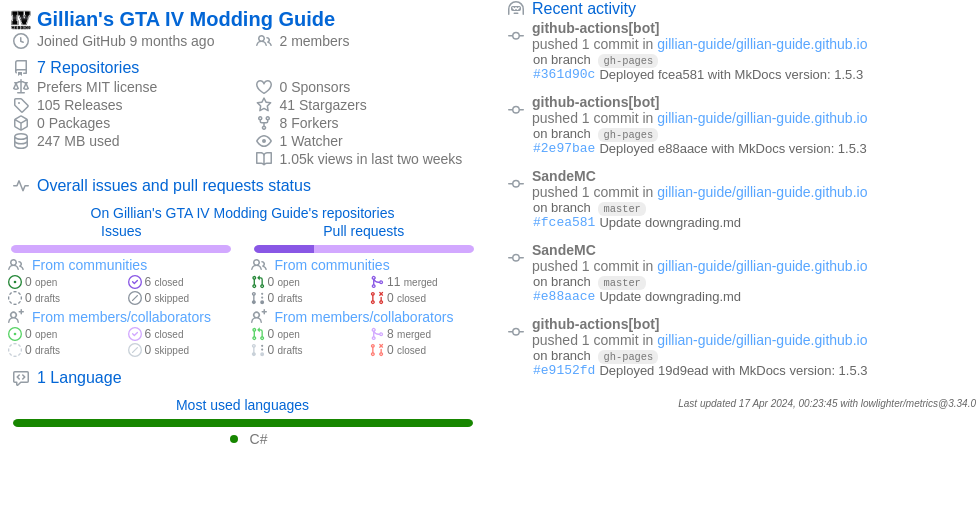 Gillian's GTA IV Modding Guide
Joined GitHub 9 months ago
2 members
7 Repositories
Prefers MIT license
105 Releases
0 Packages
247 MB used
0 Sponsors
41 Stargazers
8 Forkers
1 Watcher
1.05k views in last two weeks
Overall issues and pull requests status
On Gillian's GTA IV Modding Guide's repositories
Issues
From communities
0 open 6 closed
0 drafts 0 skipped
From members/collaborators
0 open 6 closed
0 drafts 0 skipped
Pull requests
From communities
0 open 11 merged
0 drafts 0 closed
From members/collaborators
0 open 8 merged
0 drafts 0 closed
1 Language
Most used languages
C#
Recent activity
github-actions[bot]
pushed 1 commit in gillian-guide/gillian-guide.github.io
on branch gh-pages
#361d90c Deployed fcea581 with MkDocs version: 1.5.3
github-actions[bot]
pushed 1 commit in gillian-guide/gillian-guide.github.io
on branch gh-pages
#2e97bae Deployed e88aace with MkDocs version: 1.5.3
SandeMC
pushed 1 commit in gillian-guide/gillian-guide.github.io
on branch master
#fcea581 Update downgrading.md
SandeMC
pushed 1 commit in gillian-guide/gillian-guide.github.io
on branch master
#e88aace Update downgrading.md
github-actions[bot]
pushed 1 commit in gillian-guide/gillian-guide.github.io
on branch gh-pages
#e9152fd Deployed 19d9ead with MkDocs version: 1.5.3
Last updated 17 Apr 2024, 00:23:45 with lowlighter/metrics@3.34.0